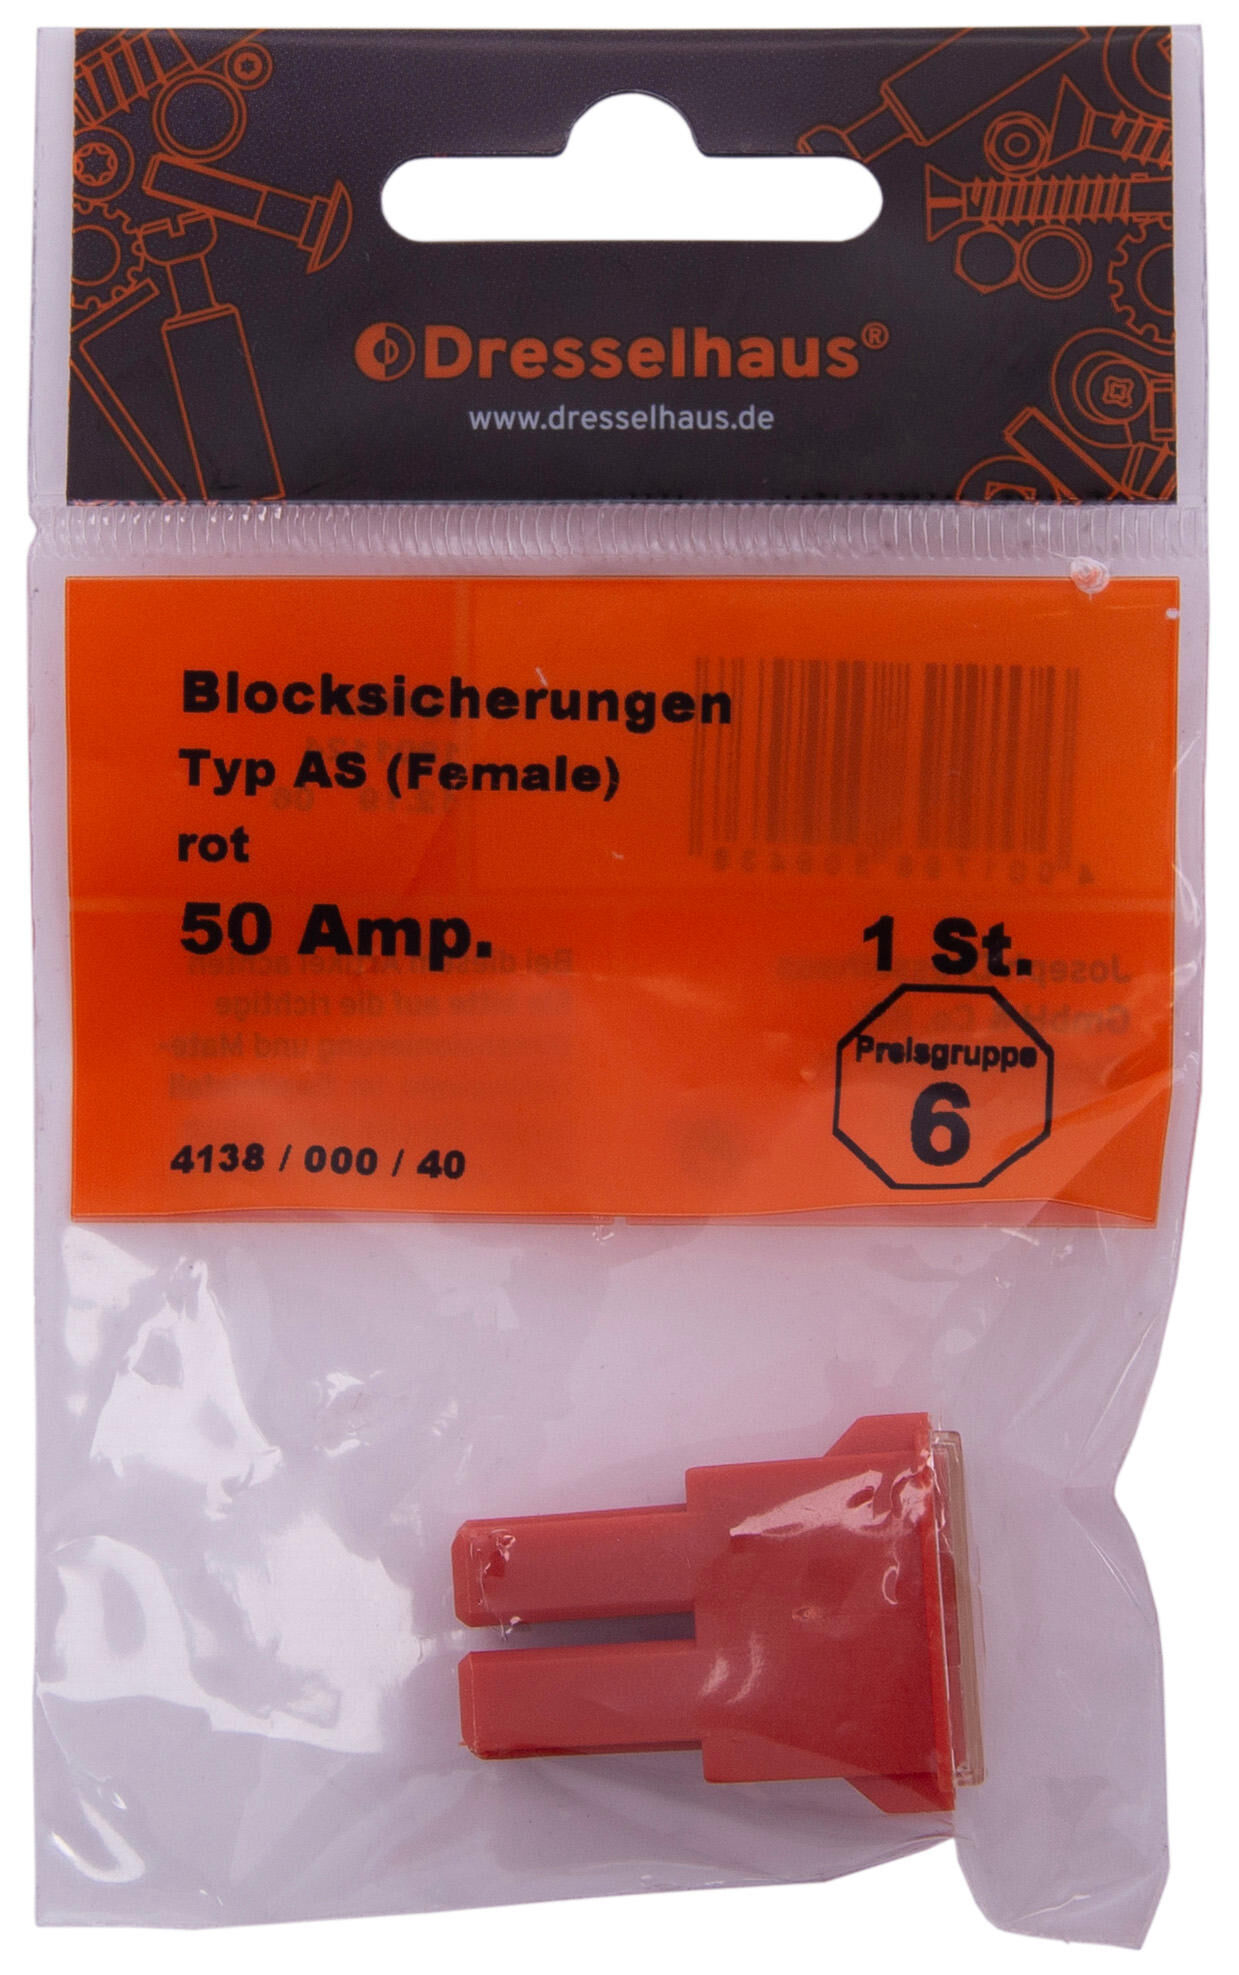 Dresselhaus®
www.dresselhaus.de
Blocksicherungen
Typ AS (Female)
rot
50 Amp.
1 St.
Preisgruppe
6
4138 / 000 / 40